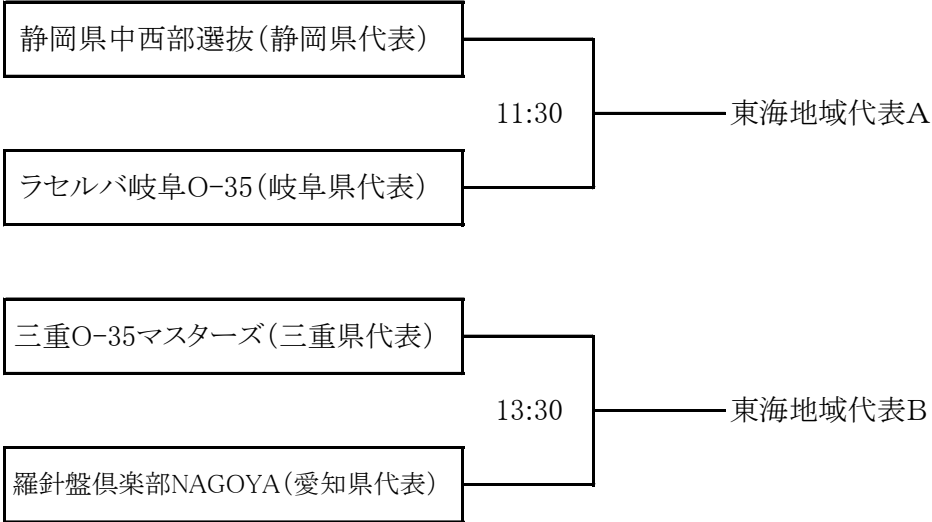 静岡県中西部選抜(静岡県代表)
11:30
東海地域代表A
ラセルバ岐阜O-35(岐阜県代表)
三重O-35マスターズ(三重県代表)
13:30
東海地域代表B
羅針盤倶楽部NAGOYA(愛知県代表)